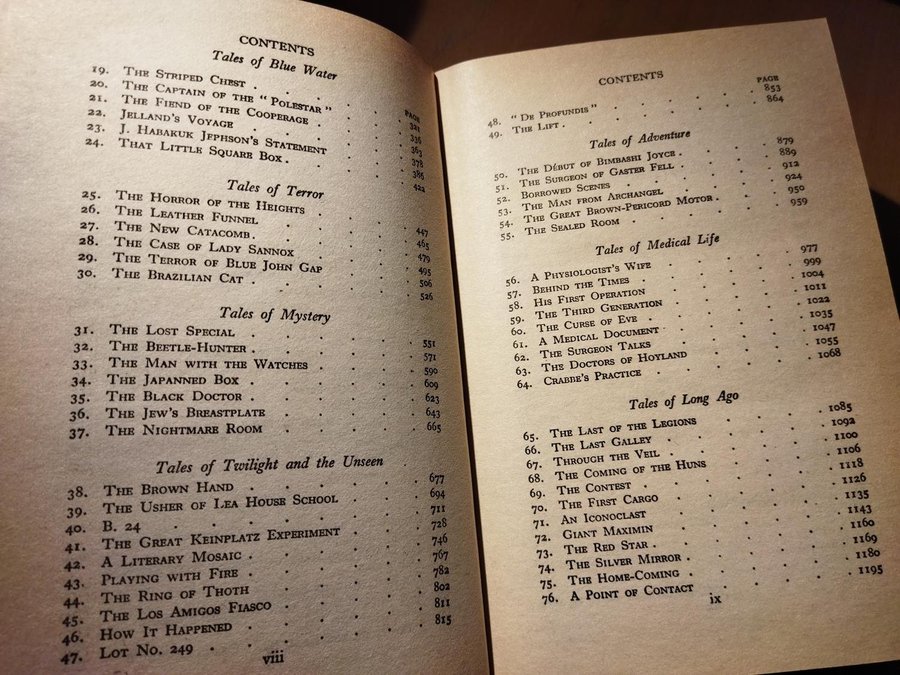 CONTENTS
Tales of Blue Water
PAGE
19. THE STRIPED CHEST . 321
20. THE CAPTAIN OF THE "POLESTAR" . 336
21. THE FIEND OF THE COOPERAGE . 363
22. JELLAND'S VOYAGE . 378
23. J. HABAKUK JEPHSON'S STATEMENT . 385
24. THAT LITTLE SQUARE BOX . 422
Tales of Terror
25. THE HORROR OF THE HEIGHTS . 447
26. THE LEATHER FUNNEL . 465
27. THE NEW CATACOMB . 479
28. THE CASE OF LADY SANNOX . 495
29. THE TERROR OF BLUE JOHN GAP . 506
30. THE BRAZILIAN CAT . 526
Tales of Mystery
31. THE LOST SPECIAL . 551
32. THE BEETLE-HUNTER . 571
33. THE MAN WITH THE WATCHES . 590
34. THE JAPANNED BOX . 609
35. THE BLACK DOCTOR . 623
36. THE JEW'S BREASTPLATE . 643
37. THE NIGHTMARE ROOM . 665
Tales of Twilight and the Unseen
38. THE BROWN HAND . 677
39. THE USHER OF LEA HOUSE SCHOOL . 694
40. B. 24 . 711
41. THE GREAT KEINPLATZ EXPERIMENT . 728
42. A LITERARY MOSAIC . 746
43. PLAYING WITH FIRE . 767
44. THE RING OF THOTH . 782
45. THE LOS AMIGOS FIASCO . 802
46. HOW IT HAPPENED . 811
47. LOT NO. 249 . 815
viii
CONTENTS
PAGE
48. "DE PROFUNDIS" . 853
49. THE LIFT . 864
Tales of Adventure
50. THE DÉBUT OF BIMBASHI JOYCE . 879
51. THE SURGEON OF GASTER FELL . 889
52. BORROWED SCENES . 912
53. THE MAN FROM ARCHANGEL . 924
54. THE GREAT BROWN-PERICORD MOTOR . 950
55. THE SEALED ROOM . 959
Tales of Medical Life
56. A PHYSIOLOGIST'S WIFE . 977
57. BEHIND THE TIMES . 999
58. HIS FIRST OPERATION . 1004
59. THE THIRD GENERATION . 1011
60. THE CURSE OF EVE . 1022
61. A MEDICAL DOCUMENT . 1035
62. THE SURGEON TALKS . 1047
63. THE DOCTORS OF HOYLAND . 1055
64. CRABBE'S PRACTICE . 1068
Tales of Long Ago
65. THE LAST OF THE LEGIONS . 1085
66. THE LAST GALLEY . 1092
67. THROUGH THE VEIL . 1100
68. THE COMING OF THE HUNS . 1106
69. THE CONTEST . 1118
70. THE FIRST CARGO . 1126
71. AN ICONOCLAST . 1135
72. GIANT MAXIMIN . 1143
73. THE RED STAR . 1160
74. THE SILVER MIRROR . 1169
75. THE HOME-COMING . 1180
76. A POINT OF CONTACT . 1195
ix